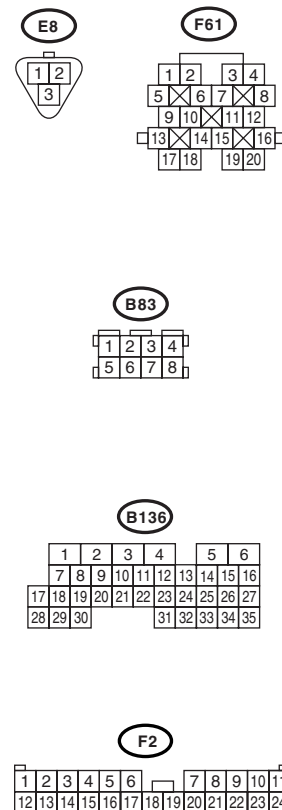 E8
F61
1 2
3
1 2 3 4
5 6 7 8
9 10 11 12
13 14 15 16
17 18 19 20
B83
1 2 3 4
5 6 7 8
B136
1 2 3 4 5 6
7 8 9 10 11 12 13 14 15 16
17 18 19 20 21 22 23 24 25 26 27
28 29 30 31 32 33 34 35
F2
1 2 3 4 5 6 7 8 9 10 11
12 13 14 15 16 17 18 19 20 21 22 23 24